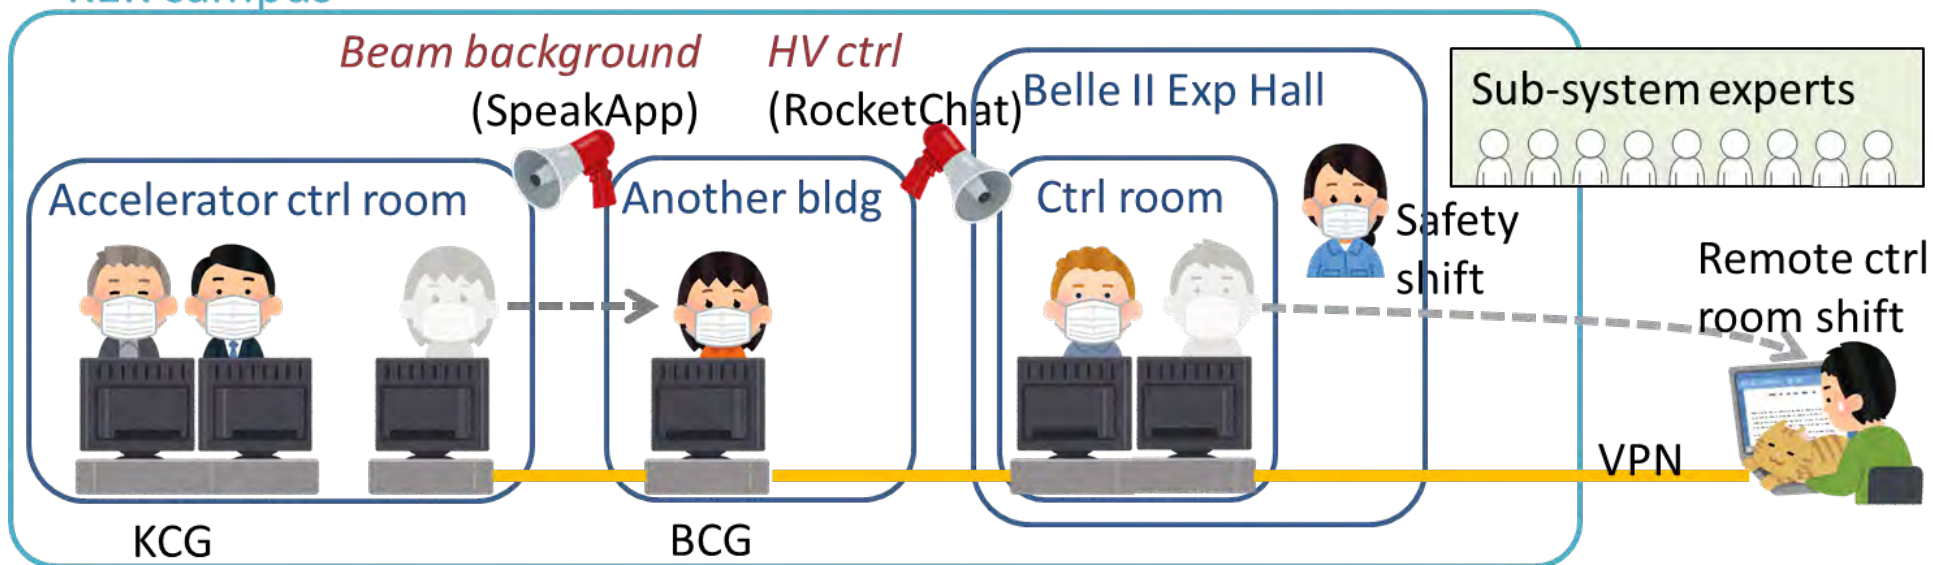 campus
Beam background
(SpeakApp)
HV ctrl
(RocketChat)
Belle II Exp Hall
Sub-system experts
Accelerator ctrl room
Another bldg
Ctrl room
Safety
shift
Remote ctrl
room shift
VPN
KCG
BCG